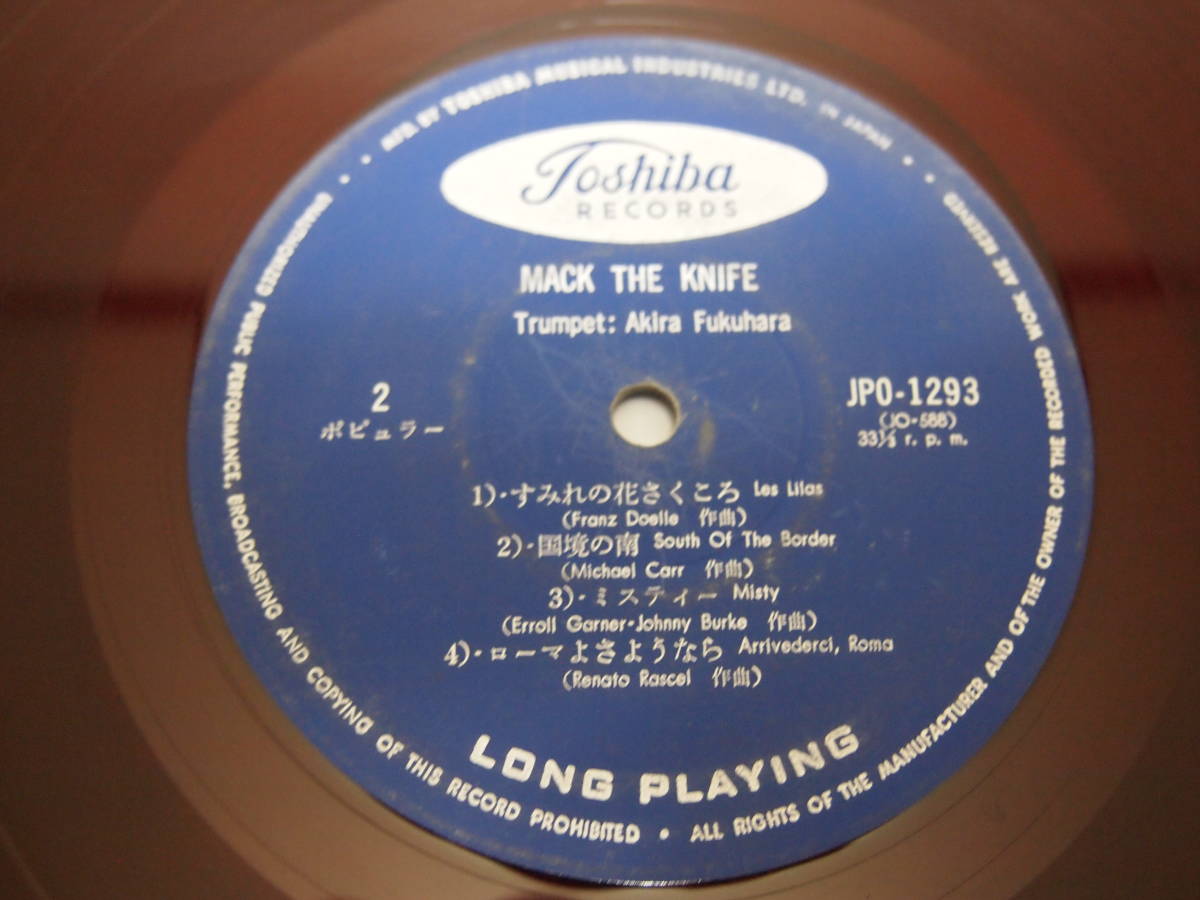 MFD. BY TOSHIBA MUSICAL INDUSTRIES LTD. IN JAPAN
Toshiba
RECORDS
MACK THE KNIFE
Trumpet: Akira Fukuhara
2
ポピュラー
JPO-1293
(JO-588)
33⅓ r. p. m.
1)・すみれの花さくころ Les Lilas
(Franz Doelle 作曲)
2)・国境の南 South Of The Border
(Michael Carr 作曲)
3)・ミスティー Misty
(Erroll Garner・Johnny Burke 作曲)
4)・ローマよさようなら Arrivederci, Roma
(Renato Rascel 作曲)
LONG PLAYING
UNAUTHORIZED PUBLIC PERFORMANCE, BROADCASTING AND COPYING OF THIS RECORD PROHIBITED • ALL RIGHTS OF THE MANUFACTURER AND OF THE OWNER OF THE RECORDED WORK ARE RESERVED